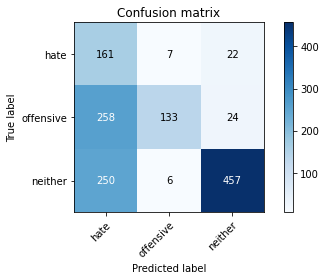 Confusion matrix
hate 161 7 22
offensive 258 133 24
neither 250 6 457
True label
hate offensive neither
Predicted label
400
300
200
100